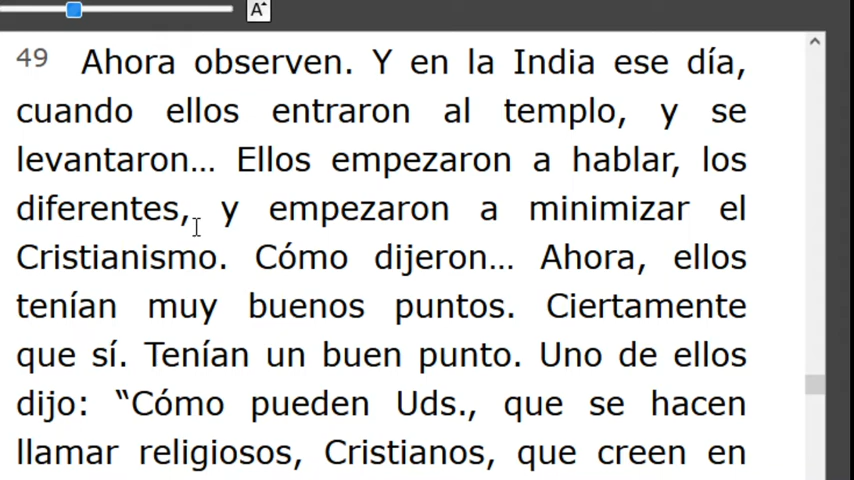 A
49 Ahora observen. Y en la India ese día,
cuando ellos entraron al templo, y se
levantaron... Ellos empezaron a hablar, los
diferentes, y empezaron a minimizar el
Cristianismo. Cómo dijeron... Ahora, ellos
tenían muy buenos puntos. Ciertamente
que sí. Tenían un buen punto. Uno de ellos
dijo: “Cómo pueden Uds., que se hacen
llamar religiosos, Cristianos, que creen en